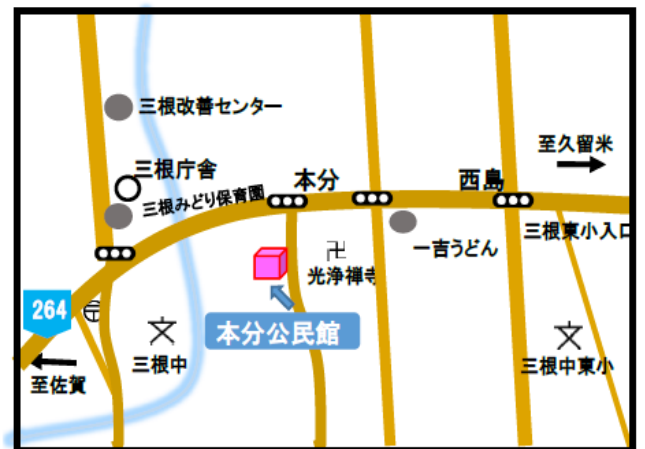 三根改善センター
至久留米
三根庁舎
本分
西島
三根みどり保育園
三根東小入口
一吉うどん
光浄禅寺
264
本分公民館
三根中
三根中東小
至佐賀